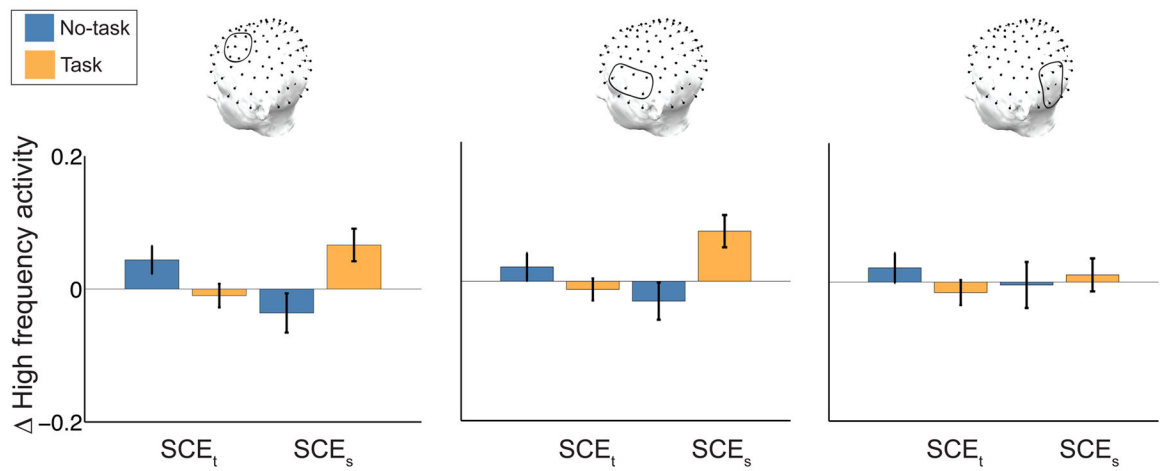 No-task
Task
Δ High frequency activity
0.2
0
−0.2
SCEt SCEs
SCEt SCEs
SCEt SCEs